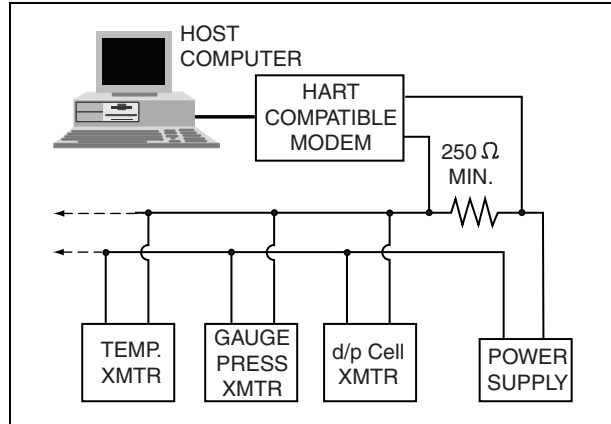 HOST
COMPUTER
HART
COMPATIBLE
MODEM
250 Ω
MIN.
TEMP.
XMTR
GAUGE
PRESS
XMTR
d/p Cell
XMTR
POWER
SUPPLY